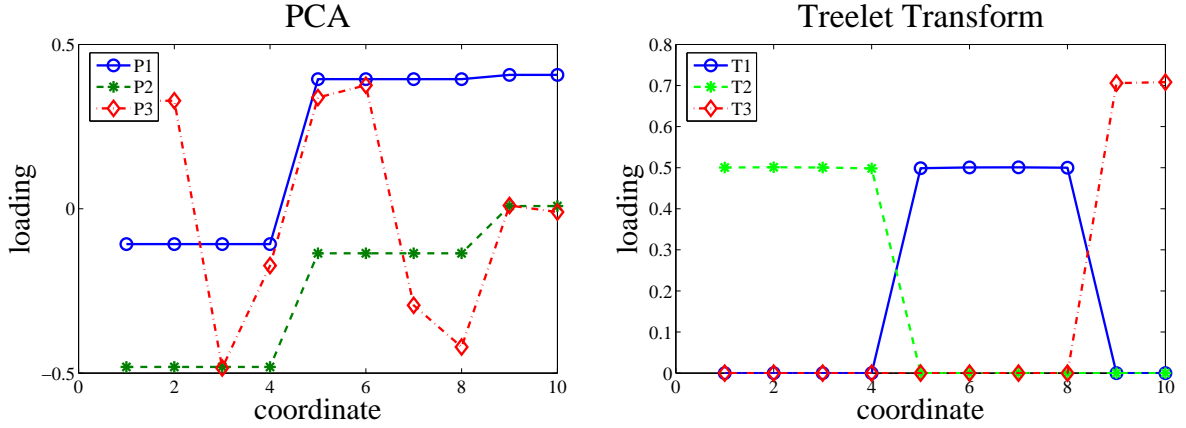 PCA
0.5
P1
P2
P3
0
loading
−0.5
0 2 4 6 8 10
coordinate
Treelet Transform
0.8
T1
T2
T3
0.7
0.6
0.5
0.4
0.3
0.2
0.1
0
loading
0 2 4 6 8 10
coordinate